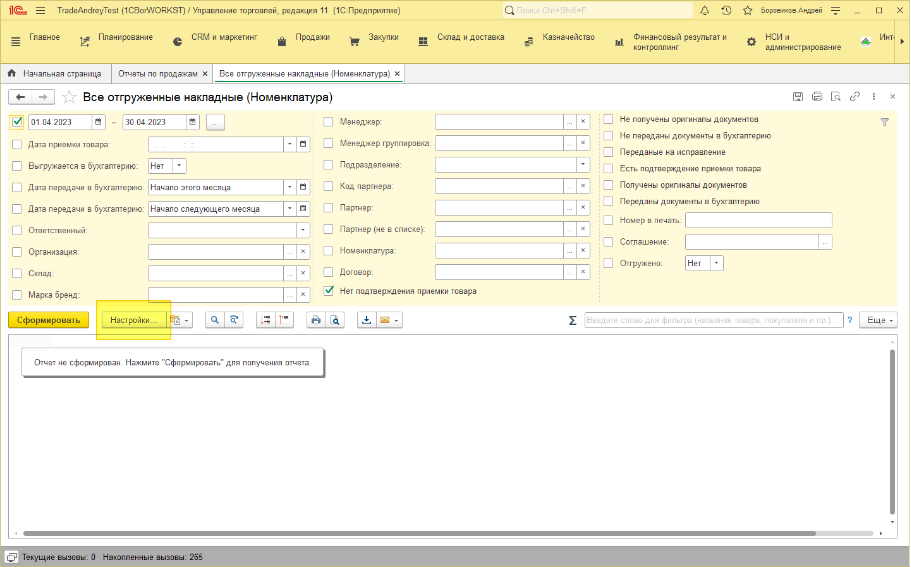 1С TradeAndreyTest (1CBorWORKST) / Управление торговлей, редакция 11 (1С:Предприятие) Поиск Ctrl+Shift+F Боровиков Андрей
Главное Планирование CRM и маркетинг Продажи Закупки Склад и доставка Казначейство Финансовый результат и контроллинг НСИ и администрирование Инте
Начальная страница Отчеты по продажам × Все отгруженные накладные (Номенклатура) ×
Все отгруженные накладные (Номенклатура)
01.04.2023 – 30.04.2023 ...
Дата приемки товара: . . : :
Выгружается в бухгалтерию: Нет
Дата передачи в бухгалтерию: Начало этого месяца
Дата передачи в бухгалтерию: Начало следующего месяца
Ответственный:
Организация:
Склад:
Марка бренд:
Менеджер:
Менеджер группировка:
Подразделение:
Код партнера:
Партнер:
Партнер (не в списке):
Номенклатура:
Договор:
Нет подтверждения приемки товара
Не получены оригиналы документов
Не переданы документы в бухгалтерию
Переданые на исправление
Есть подтверждение приемки товара
Получены оригиналы документов
Переданы документы в бухгалтерию
Номер в печать:
Соглашение:
Отгружено: Нет
Сформировать Настройки... Σ Введите слово для фильтра (название товара, покупателя и пр.) ? Еще
Отчет не сформирован. Нажмите "Сформировать" для получения отчета.
Текущие вызовы: 0 Накопленные вызовы: 265